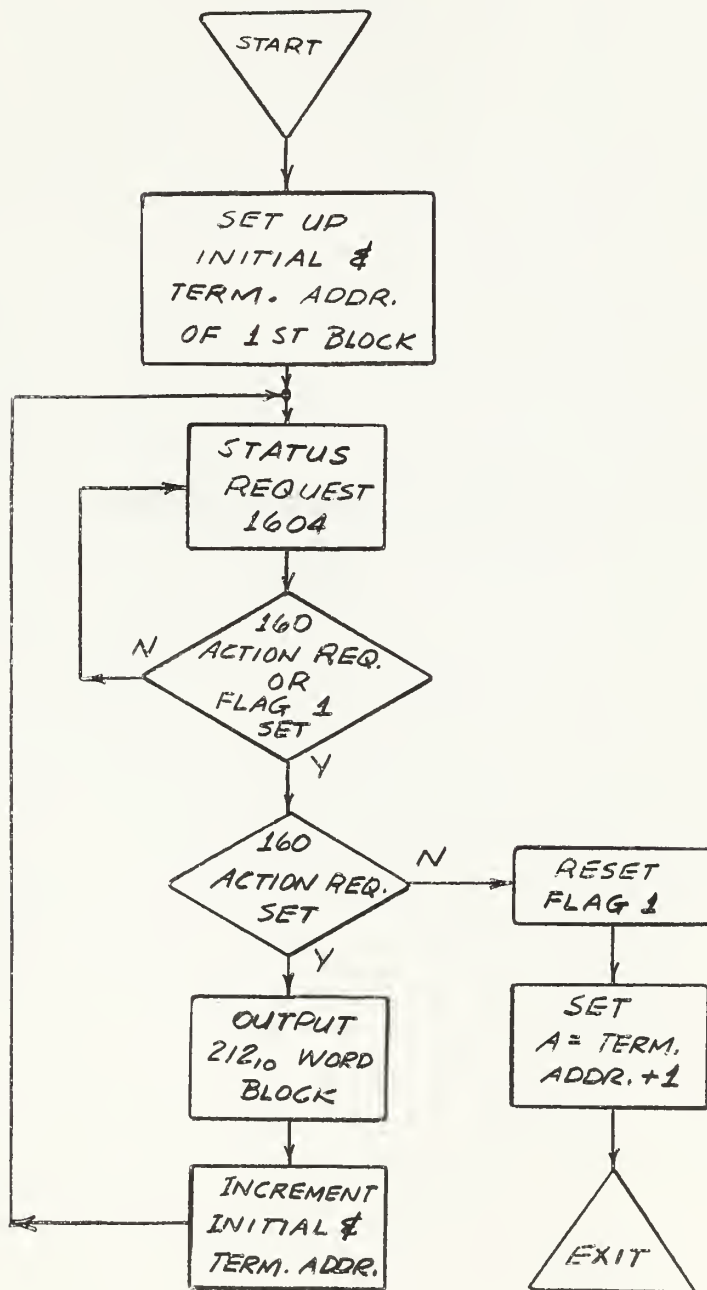 START
SET UP
INITIAL &
TERM. ADDR.
OF 1ST BLOCK
STATUS
REQUEST
1604
160
ACTION REQ.
OR
FLAG 1
SET
N
Y
160
ACTION REQ.
SET
N
Y
RESET
FLAG 1
OUTPUT
212₁₀ WORD
BLOCK
SET
A = TERM.
ADDR. + 1
INCREMENT
INITIAL &
TERM. ADDR.
EXIT